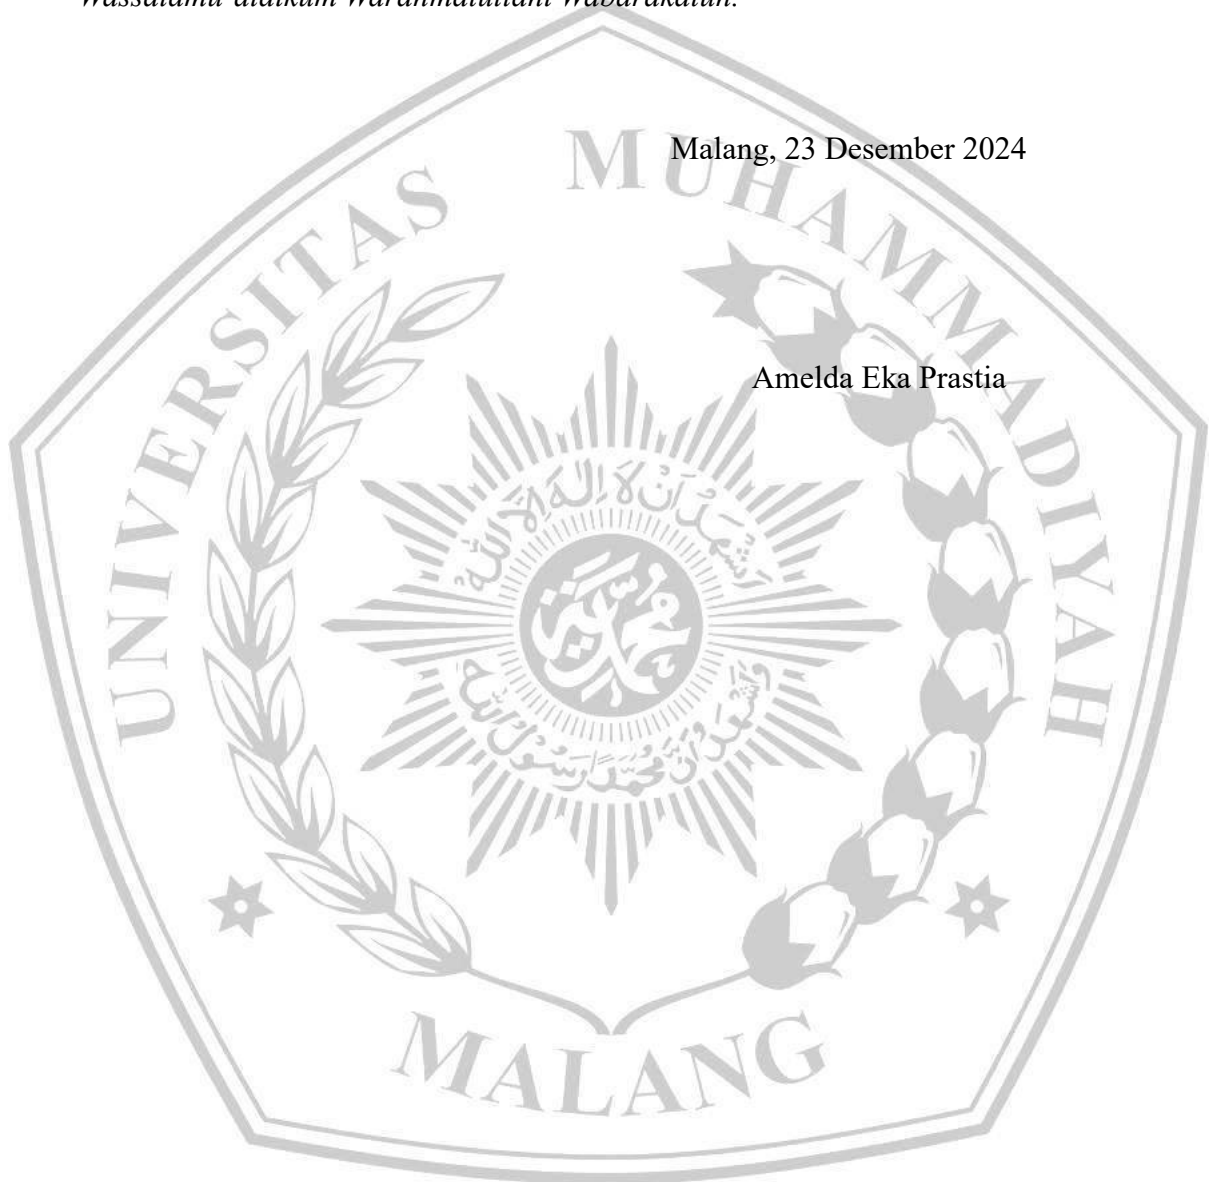 Wassalamu'alaikum Warahmatullahi Wabarakatuh.
Malang, 23 Desember 2024
Amelda Eka Prastia
UNIVERSITAS MUHAMMADIYAH
MALANG